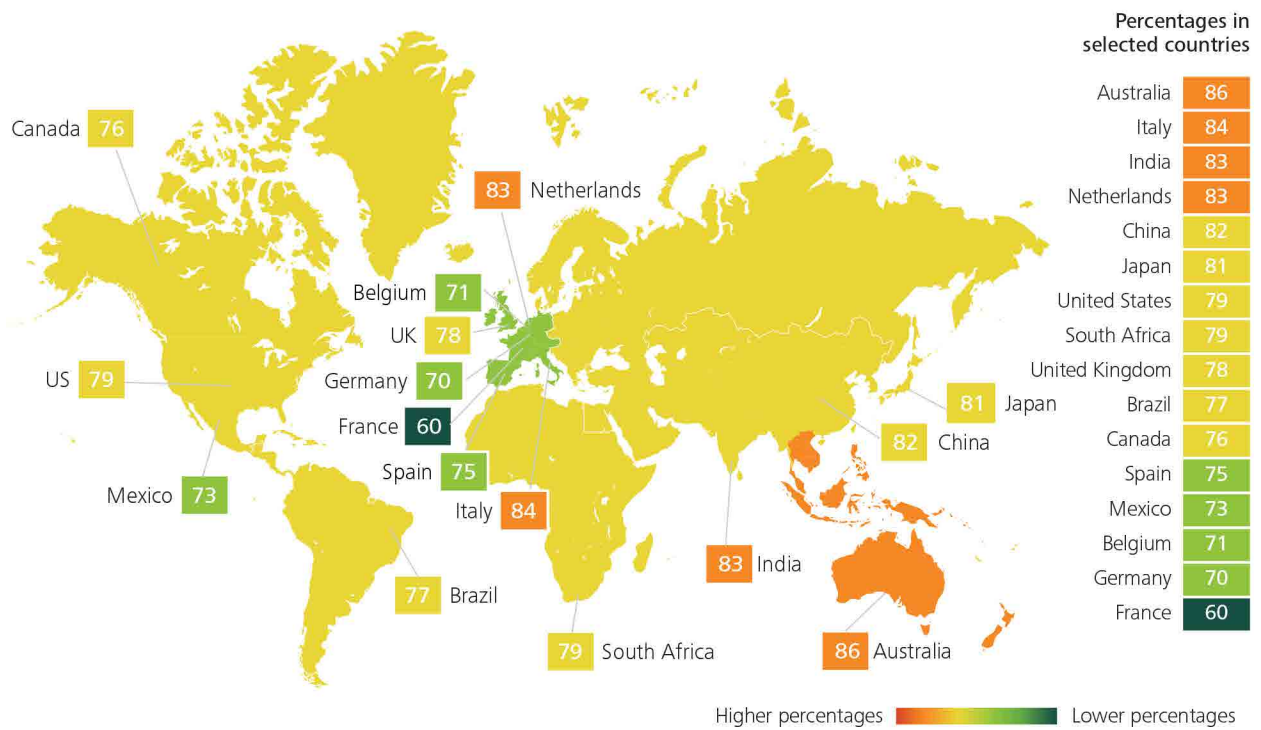 Percentages in
selected countries
Australia 86
Italy 84
India 83
Netherlands 83
China 82
Japan 81
United States 79
South Africa 79
United Kingdom 78
Brazil 77
Canada 76
Spain 75
Mexico 73
Belgium 71
Germany 70
France 60
Canada 76
83 Netherlands
Belgium 71
UK 78
US 79
Germany 70
81 Japan
France 60
82 China
Spain 75
Mexico 73
Italy 84
83 India
77 Brazil
79 South Africa
86 Australia
Higher percentages Lower percentages